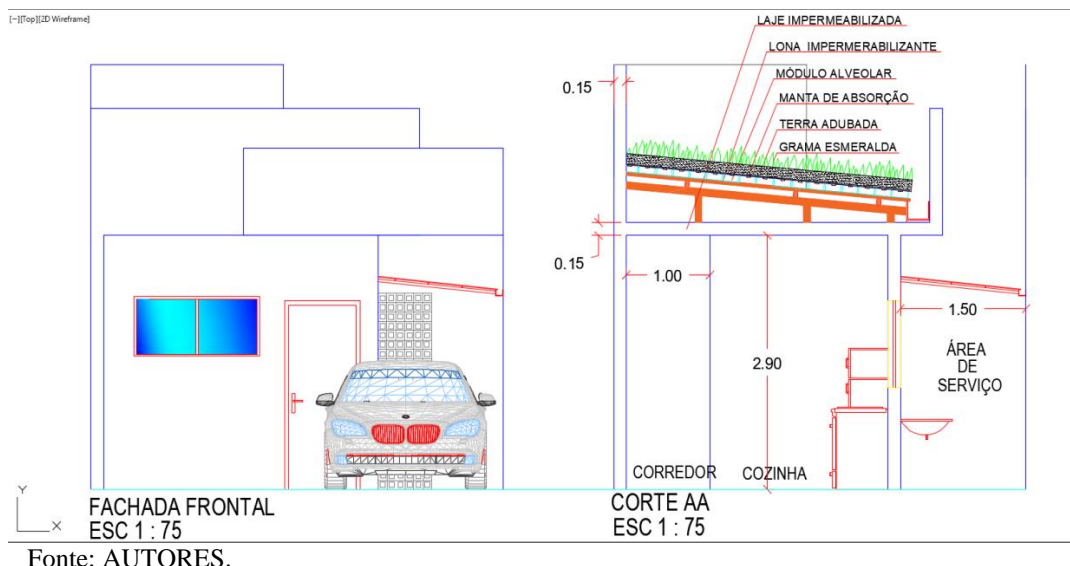 [−][Top][2D Wireframe]
LAJE IMPERMEABILIZADA
LONA IMPERMERABILIZANTE
MÓDULO ALVEOLAR
MANTA DE ABSORÇÃO
TERRA ADUBADA
GRAMA ESMERALDA
0.15
0.15
1.00
2.90
1.50
ÁREA
DE
SERVIÇO
CORREDOR
COZINHA
Y
X
FACHADA FRONTAL
ESC 1 : 75
CORTE AA
ESC 1 : 75
Fonte: AUTORES.